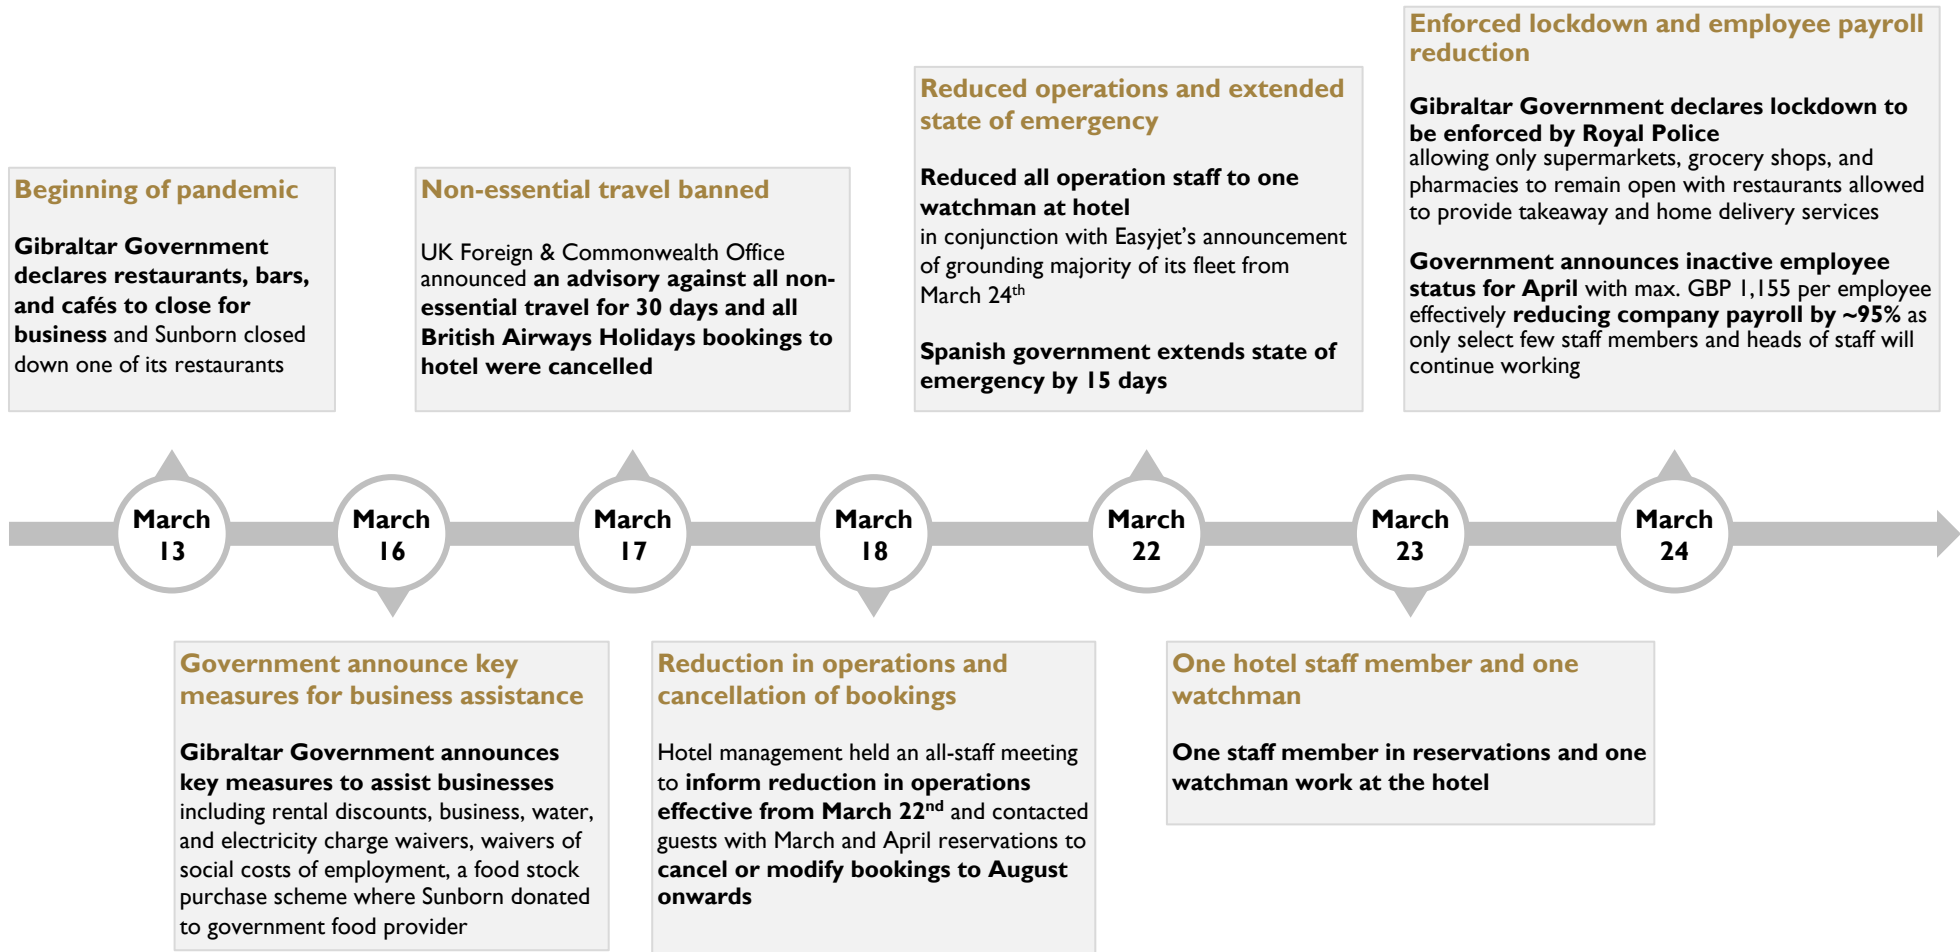 Beginning of pandemic
Gibraltar Government
declares restaurants, bars,
and cafés to close for
business and Sunborn closed
down one of its restaurants
Non-essential travel banned
UK Foreign & Commonwealth Office
announced an advisory against all non-
essential travel for 30 days and all
British Airways Holidays bookings to
hotel were cancelled
Reduced operations and extended
state of emergency
Reduced all operation staff to one
watchman at hotel
in conjunction with Easyjet's announcement
of grounding majority of its fleet from
March 24th
Spanish government extends state of
emergency by 15 days
Enforced lockdown and employee payroll
reduction
Gibraltar Government declares lockdown to
be enforced by Royal Police
allowing only supermarkets, grocery shops, and
pharmacies to remain open with restaurants allowed
to provide takeaway and home delivery services
Government announces inactive employee
status for April with max. GBP 1,155 per employee
effectively reducing company payroll by ~95% as
only select few staff members and heads of staff will
continue working
March
13
March
16
March
17
March
18
March
22
March
23
March
24
Government announce key
measures for business assistance
Gibraltar Government announces
key measures to assist businesses
including rental discounts, business, water,
and electricity charge waivers, waivers of
social costs of employment, a food stock
purchase scheme where Sunborn donated
to government food provider
Reduction in operations and
cancellation of bookings
Hotel management held an all-staff meeting
to inform reduction in operations
effective from March 22nd and contacted
guests with March and April reservations to
cancel or modify bookings to August
onwards
One hotel staff member and one
watchman
One staff member in reservations and one
watchman work at the hotel